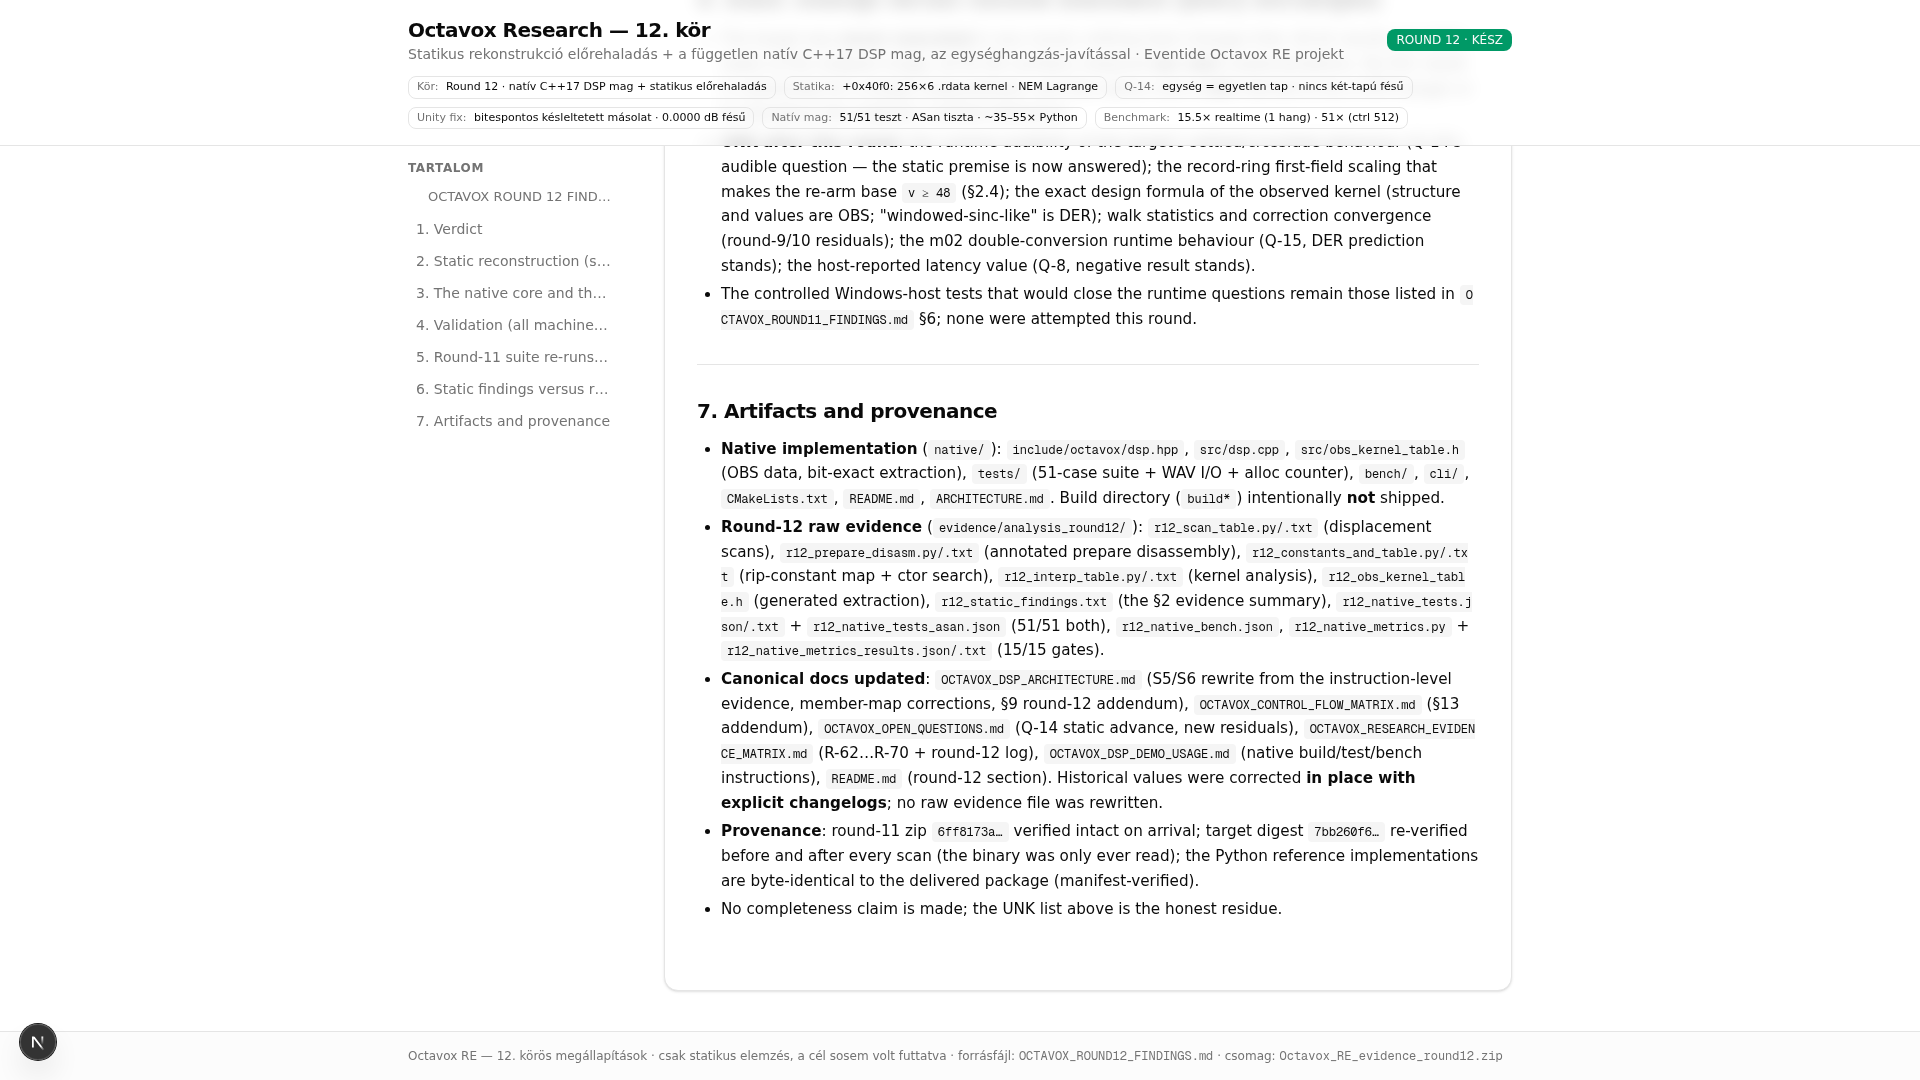 Octavox Research — 12. kör
Statikus rekonstrukció előrehaladás + a független natív C++17 DSP mag, az egységhangzás-javítással · Eventide Octavox RE projekt
ROUND 12 · KÉSZ
Kör: Round 12 · natív C++17 DSP mag + statikus előrehaladás
Statika: +0x40f0: 256×6 .rdata kernel · NEM Lagrange
Q-14: egység = egyetlen tap · nincs két-tapú fésű
Unity fix: bitespontos késleltetett másolat · 0.0000 dB fésű
Natív mag: 51/51 teszt · ASan tiszta · ~35–55× Python
Benchmark: 15.5× realtime (1 hang) · 51× (ctrl 512)
TARTALOM
OCTAVOX ROUND 12 FIND...
1. Verdict
2. Static reconstruction (s...
3. The native core and th...
4. Validation (all machine...
5. Round-11 suite re-runs...
6. Static findings versus r...
7. Artifacts and provenance
audible question — the static premise is now answered); the record-ring first-field scaling that
makes the re-arm base v ≥ 48 (§2.4); the exact design formula of the observed kernel (structure
and values are OBS; "windowed-sinc-like" is DER); walk statistics and correction convergence
(round-9/10 residuals); the m02 double-conversion runtime behaviour (Q-15, DER prediction
stands); the host-reported latency value (Q-8, negative result stands).
• The controlled Windows-host tests that would close the runtime questions remain those listed in O
CTAVOX_ROUND11_FINDINGS.md §6; none were attempted this round.
7. Artifacts and provenance
• Native implementation ( native/ ): include/octavox/dsp.hpp , src/dsp.cpp , src/obs_kernel_table.h
(OBS data, bit-exact extraction), tests/ (51-case suite + WAV I/O + alloc counter), bench/ , cli/ ,
CMakeLists.txt , README.md , ARCHITECTURE.md . Build directory ( build* ) intentionally not shipped.
• Round-12 raw evidence ( evidence/analysis_round12/ ): r12_scan_table.py/.txt (displacement
scans), r12_prepare_disasm.py/.txt (annotated prepare disassembly), r12_constants_and_table.py/.tx
t (rip-constant map + ctor search), r12_interp_table.py/.txt (kernel analysis), r12_obs_kernel_tabl
e.h (generated extraction), r12_static_findings.txt (the §2 evidence summary), r12_native_tests.j
son/.txt + r12_native_tests_asan.json (51/51 both), r12_native_bench.json , r12_native_metrics.py +
r12_native_metrics_results.json/.txt (15/15 gates).
• Canonical docs updated: OCTAVOX_DSP_ARCHITECTURE.md (S5/S6 rewrite from the instruction-level
evidence, member-map corrections, §9 round-12 addendum), OCTAVOX_CONTROL_FLOW_MATRIX.md (§13
addendum), OCTAVOX_OPEN_QUESTIONS.md (Q-14 static advance, new residuals), OCTAVOX_RESEARCH_EVIDEN
CE_MATRIX.md (R-62…R-70 + round-12 log), OCTAVOX_DSP_DEMO_USAGE.md (native build/test/bench
instructions), README.md (round-12 section). Historical values were corrected in place with
explicit changelogs; no raw evidence file was rewritten.
• Provenance: round-11 zip 6ff8173a… verified intact on arrival; target digest 7bb260f6… re-verified
before and after every scan (the binary was only ever read); the Python reference implementations
are byte-identical to the delivered package (manifest-verified).
• No completeness claim is made; the UNK list above is the honest residue.
N
Octavox RE — 12. körös megállapítások · csak statikus elemzés, a cél sosem volt futtatva · forrásfájl: OCTAVOX_ROUND12_FINDINGS.md · csomag: Octavox_RE_evidence_round12.zip